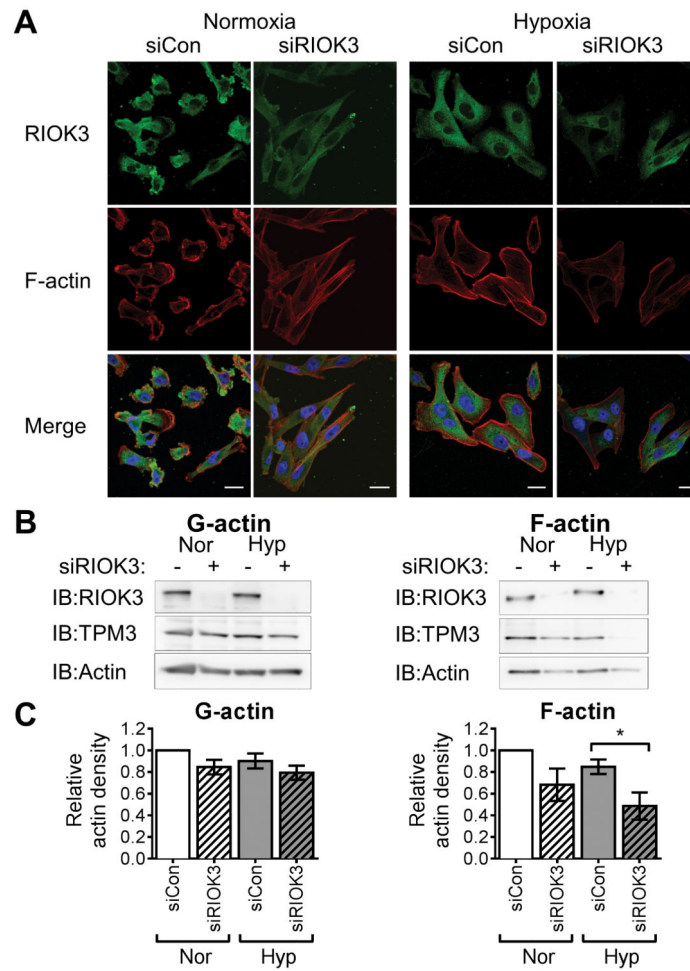 A
Normoxia
Hypoxia
siCon
siRIOK3
siCon
siRIOK3
RIOK3
F-actin
Merge
B
G-actin
Nor
Hyp
siRIOK3:
-
+
-
+
IB:RIOK3
IB:TPM3
IB:Actin
F-actin
Nor
Hyp
siRIOK3:
-
+
-
+
IB:RIOK3
IB:TPM3
IB:Actin
C
G-actin
Relative
actin density
1.2
1.0
0.8
0.6
0.4
0.2
0.0
siCon
siRIOK3
siCon
siRIOK3
Nor
Hyp
F-actin
Relative
actin density
1.2
1.0
0.8
0.6
0.4
0.2
0.0
*
siCon
siRIOK3
siCon
siRIOK3
Nor
Hyp